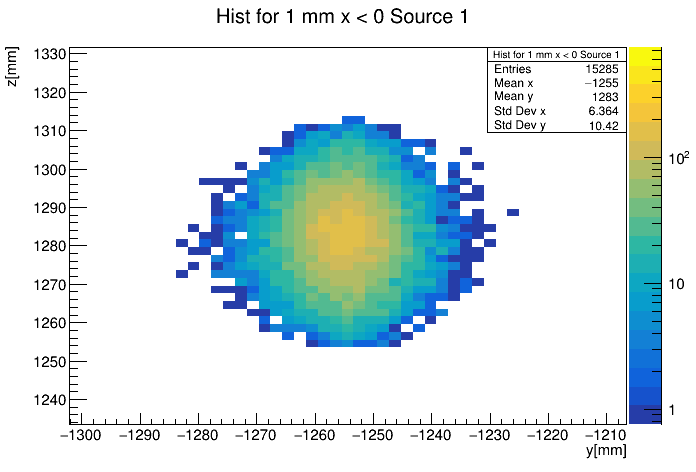 Hist for 1 mm x < 0 Source 1
z[mm]
1330
1320
1310
1300
1290
1280
1270
1260
1250
1240
Hist for 1 mm x < 0 Source 1
Entries 15285
Mean x −1255
Mean y 1283
Std Dev x 6.364
Std Dev y 10.42
10²
10
1
−1300 −1290 −1280 −1270 −1260 −1250 −1240 −1230 −1220 −1210
y[mm]